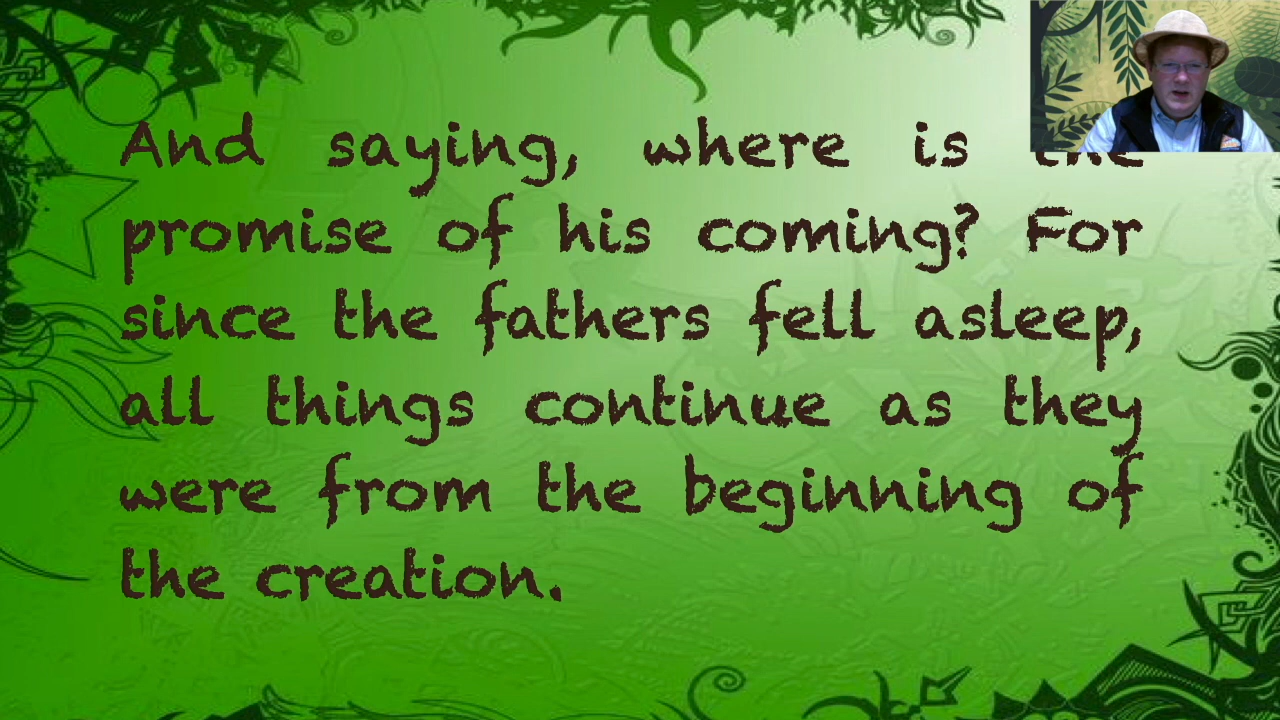 And saying, where is the
promise of his coming? For
since the fathers fell asleep,
all things continue as they
were from the beginning of
the creation.